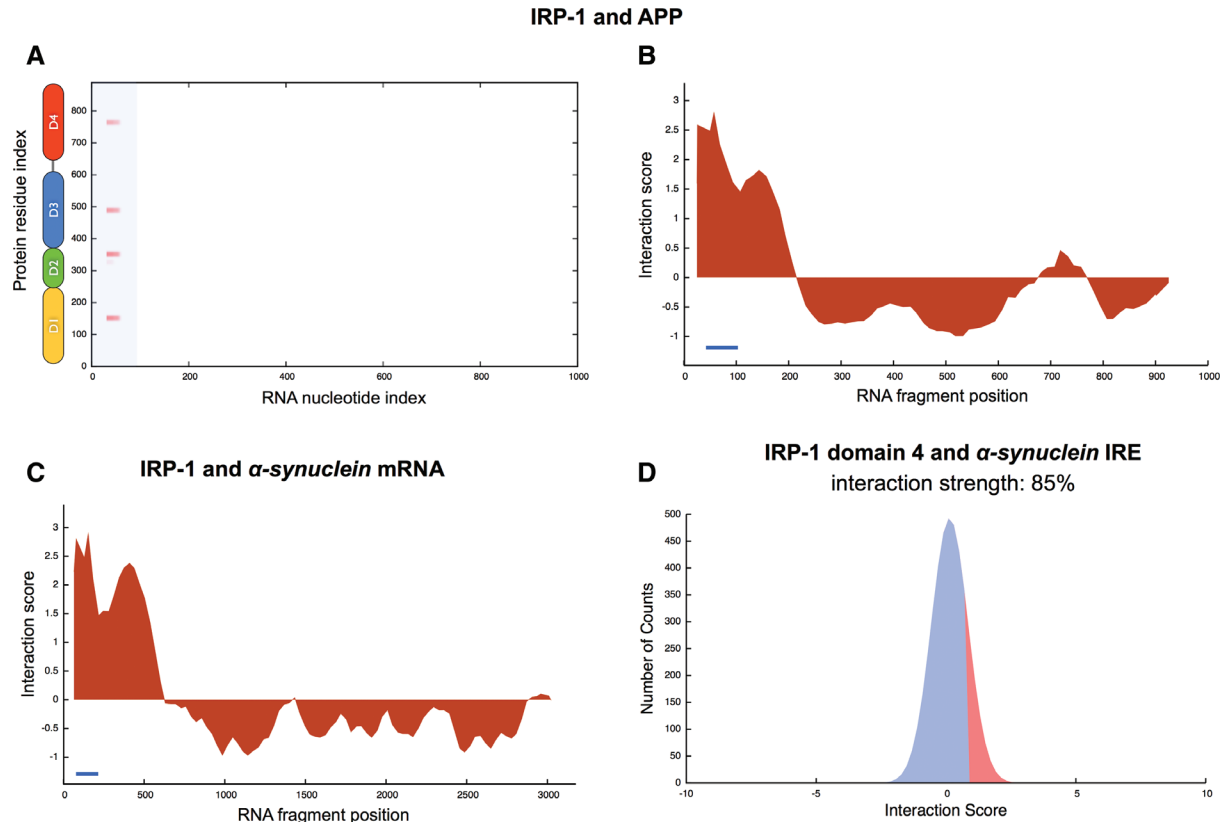 IRP-1 and APP
A
Protein residue index
D4
D3
D2
D1
800
700
600
500
400
300
200
100
0
0 200 400 600 800 1000
RNA nucleotide index
B
Interaction score
3
2.5
2
1.5
1
0.5
0
-0.5
-1
0 100 200 300 400 500 600 700 800 900 1000
RNA fragment position
C
IRP-1 and α-synuclein mRNA
Interaction score
3
2.5
2
1.5
1
0.5
0
-0.5
-1
0 500 1000 1500 2000 2500 3000
RNA fragment position
IRP-1 domain 4 and α-synuclein IRE
D
interaction strength: 85%
Number of Counts
500
450
400
350
300
250
200
150
100
50
0
-10 -5 0 5 10
Interaction Score